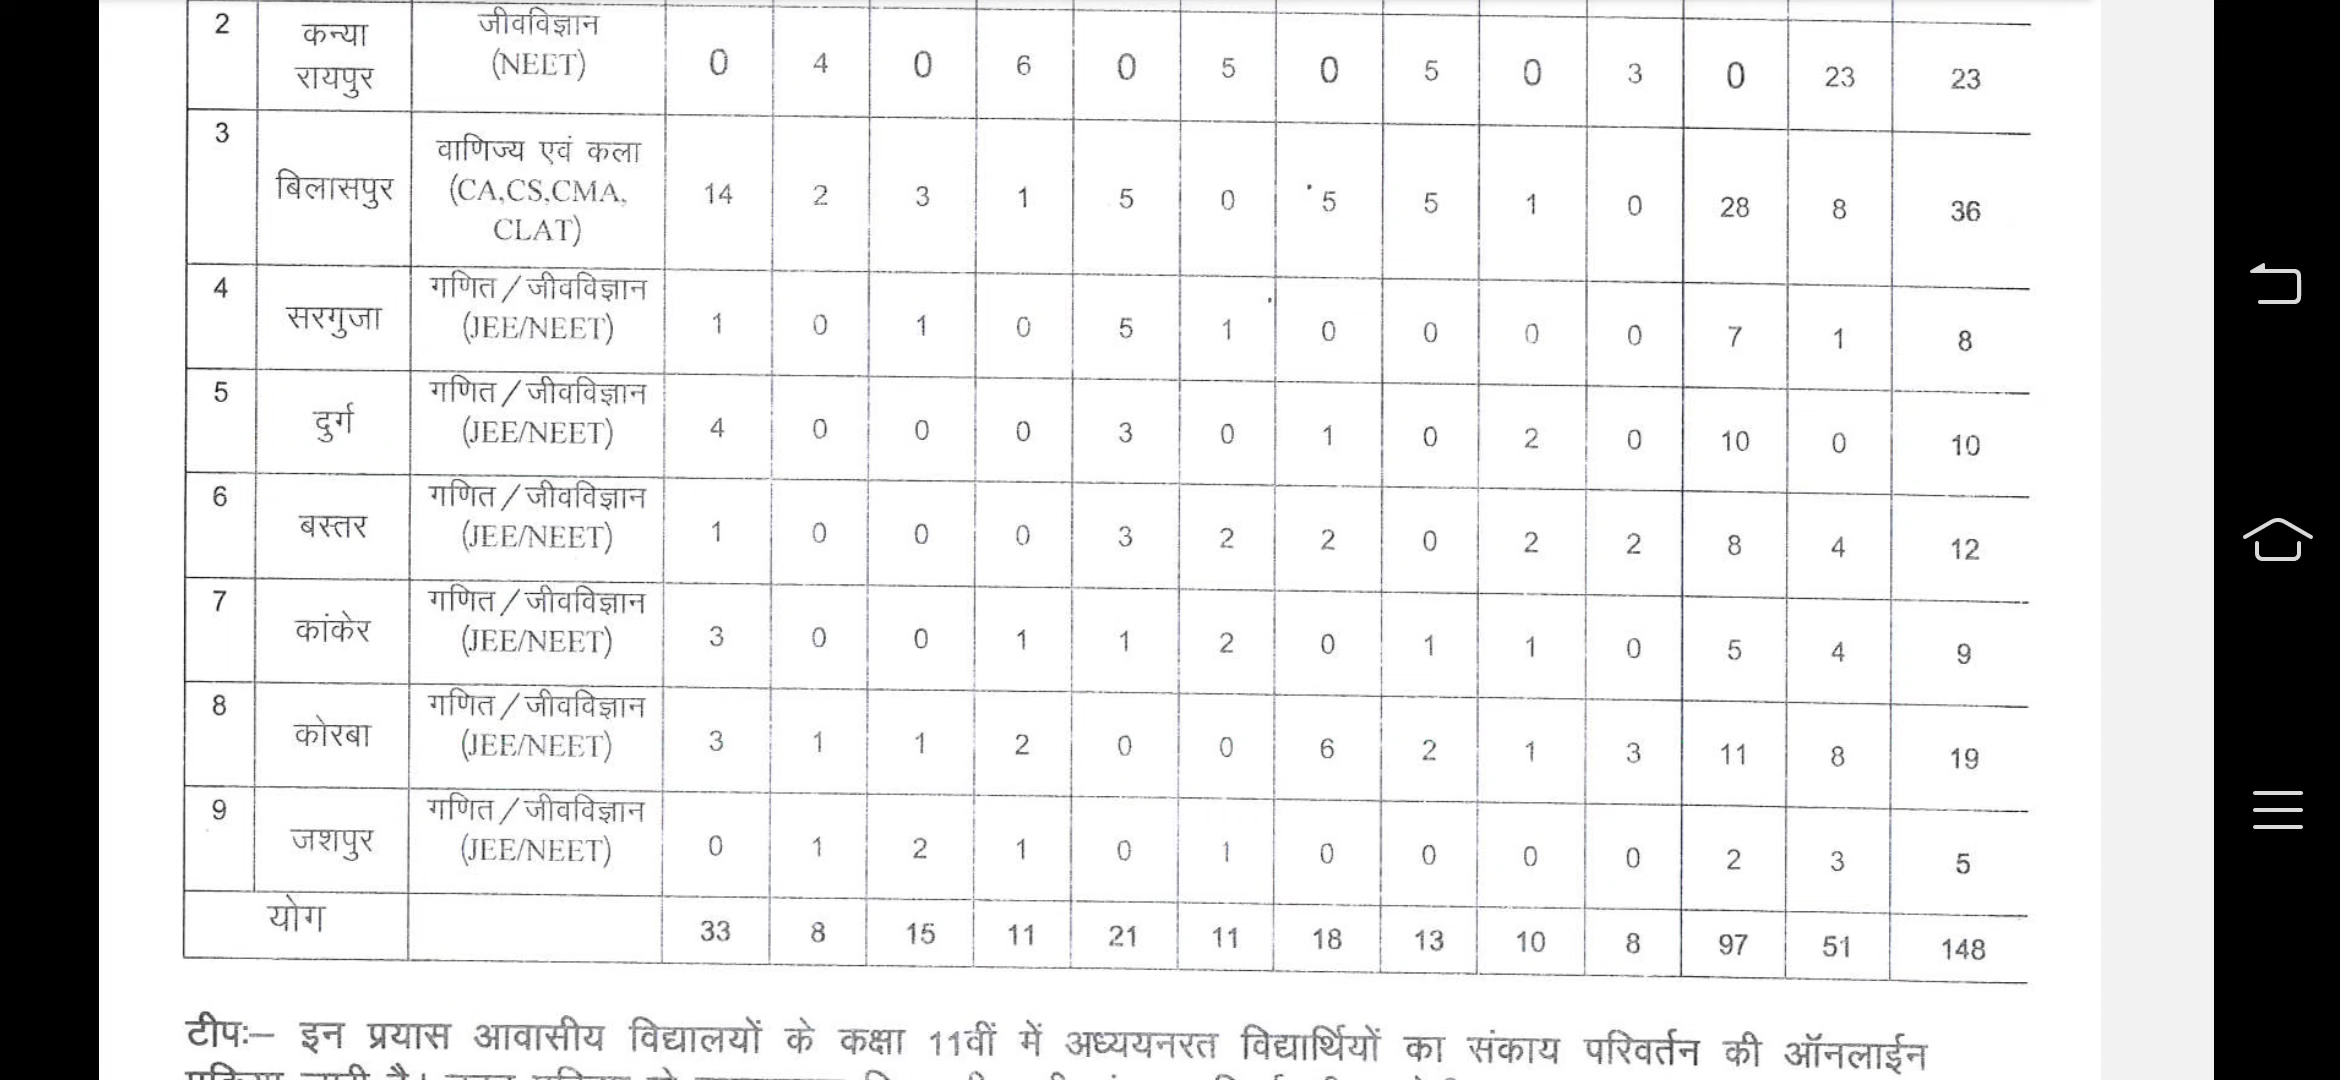 2 कन्या रायपुर जीवविज्ञान (NEET) 0 4 0 6 0 5 0 5 0 3 0 23 23
3 बिलासपुर वाणिज्य एवं कला (CA,CS,CMA, CLAT) 14 2 3 1 5 0 5 5 1 0 28 8 36
4 सरगुजा गणित/जीवविज्ञान (JEE/NEET) 1 0 1 0 5 1 0 0 0 0 7 1 8
5 दुर्ग गणित/जीवविज्ञान (JEE/NEET) 4 0 0 0 3 0 1 0 2 0 10 0 10
6 बस्तर गणित/जीवविज्ञान (JEE/NEET) 1 0 0 0 3 2 2 0 2 2 8 4 12
7 कांकेर गणित/जीवविज्ञान (JEE/NEET) 3 0 0 1 1 2 0 1 1 0 5 4 9
8 कोरबा गणित/जीवविज्ञान (JEE/NEET) 3 1 1 2 0 0 6 2 1 3 11 8 19
9 जशपुर गणित/जीवविज्ञान (JEE/NEET) 0 1 2 1 0 1 0 0 0 0 2 3 5
योग 33 8 15 11 21 11 18 13 10 8 97 51 148
टीपः– इन प्रयास आवासीय विद्यालयों के कक्षा 11वीं में अध्ययनरत विद्यार्थियों का संकाय परिवर्तन की ऑनलाईन